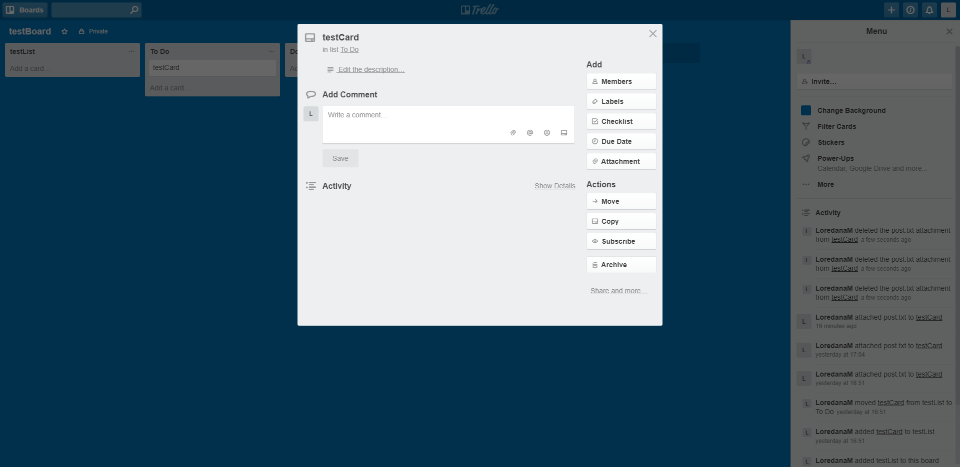 Boards
Trello
L
testBoard
Private
testList
Add a card...
To Do
testCard
Add a card
testCard
in list To Do
Edit the description...
Add Comment
L
Write a comment...
Save
Activity
Show Details
Add
Members
Labels
Checklist
Due Date
Attachment
Actions
Move
Copy
Subscribe
Archive
Share and more...
Menu
L
Invite...
Change Background
Filter Cards
Stickers
Power-Ups
Calendar, Google Drive and more...
More
Activity
L LoredanaM deleted the post.txt attachment
from testCard a few seconds ago
L LoredanaM deleted the post.txt attachment
from testCard a few seconds ago
L LoredanaM deleted the post.txt attachment
from testCard a few seconds ago
L LoredanaM attached post.txt to testCard
minutes ago
L LoredanaM attached post.txt to testCard
yesterday at 17:04
L LoredanaM attached post.txt to testCard
yesterday at 16:51
L LoredanaM moved testCard from testList to
To Do yesterday at 16:51
L LoredanaM added testCard to testList
yesterday at 16:51
L LoredanaM added testList to this board